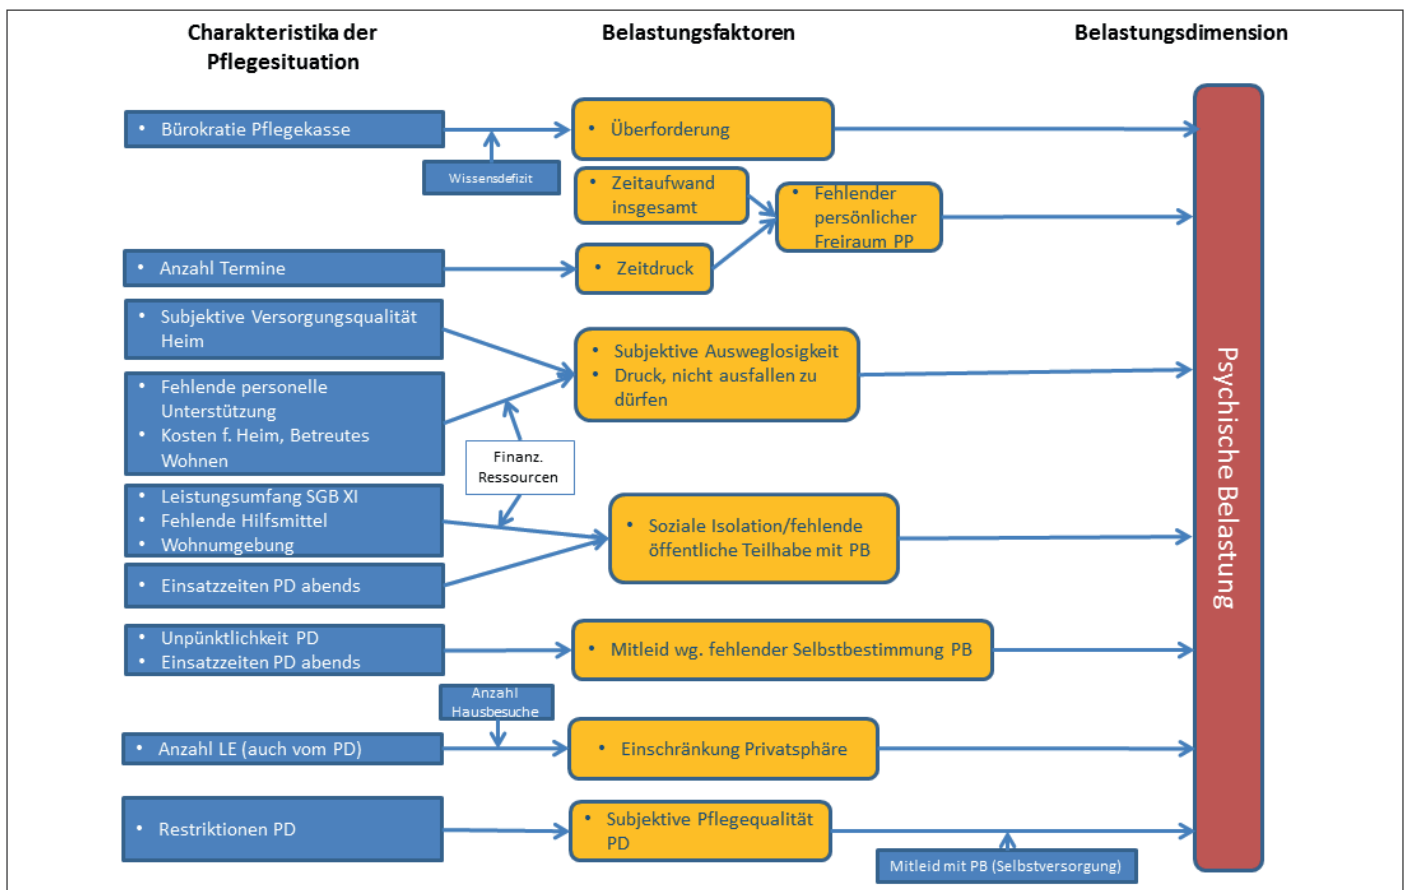 Charakteristika der
Pflegesituation
Belastungsfaktoren
Belastungsdimension
• Bürokratie Pflegekasse
Wissensdefizit
• Überforderung
• Zeitaufwand
insgesamt
• Fehlender
persönlicher
Freiraum PP
• Anzahl Termine
• Zeitdruck
• Subjektive Versorgungsqualität
Heim
• Fehlende personelle
Unterstützung
• Kosten f. Heim, Betreutes
Wohnen
• Subjektive Ausweglosigkeit
• Druck, nicht ausfallen zu
dürfen
Finanz.
Ressourcen
• Leistungsumfang SGB XI
• Fehlende Hilfsmittel
• Wohnumgebung
• Einsatzzeiten PD abends
• Soziale Isolation/fehlende
öffentliche Teilhabe mit PB
• Unpünktlichkeit PD
• Einsatzzeiten PD abends
• Mitleid wg. fehlender Selbstbestimmung PB
Anzahl
Hausbesuche
• Anzahl LE (auch vom PD)
• Einschränkung Privatsphäre
• Restriktionen PD
• Subjektive Pflegequalität
PD
Mitleid mit PB (Selbstversorgung)
Psychische Belastung